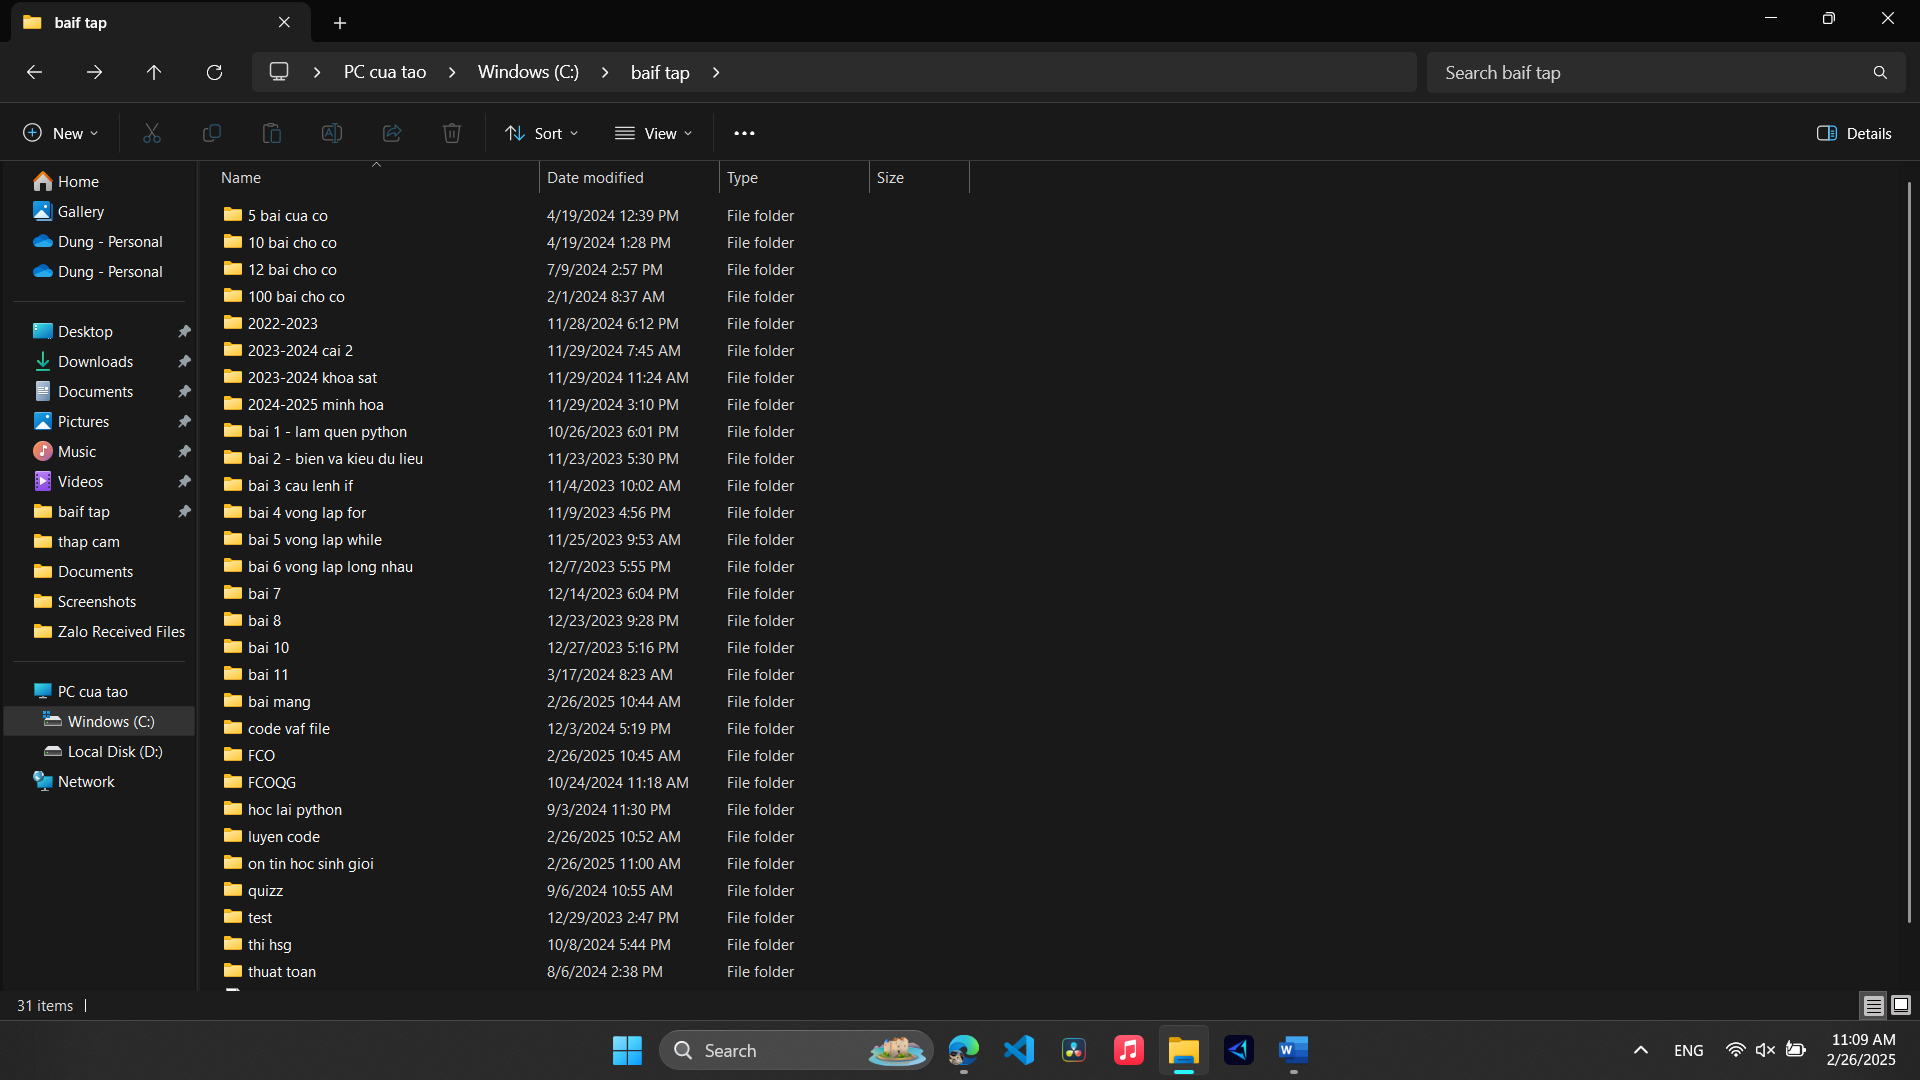 baif tap
PC cua tao
Windows (C:)
baif tap
Search baif tap
New
Sort
View
Details
Name
Date modified
Type
Size
Home
Gallery
Dung - Personal
Dung - Personal
Desktop
Downloads
Documents
Pictures
Music
Videos
baif tap
thap cam
Documents
Screenshots
Zalo Received Files
PC cua tao
Windows (C:)
Local Disk (D:)
Network
5 bai cua co 4/19/2024 12:39 PM File folder
10 bai cho co 4/19/2024 1:28 PM File folder
12 bai cho co 7/9/2024 2:57 PM File folder
100 bai cho co 2/1/2024 8:37 AM File folder
2022-2023 11/28/2024 6:12 PM File folder
2023-2024 cai 2 11/29/2024 7:45 AM File folder
2023-2024 khoa sat 11/29/2024 11:24 AM File folder
2024-2025 minh hoa 11/29/2024 3:10 PM File folder
bai 1 - lam quen python 10/26/2023 6:01 PM File folder
bai 2 - bien va kieu du lieu 11/23/2023 5:30 PM File folder
bai 3 cau lenh if 11/4/2023 10:02 AM File folder
bai 4 vong lap for 11/9/2023 4:56 PM File folder
bai 5 vong lap while 11/25/2023 9:53 AM File folder
bai 6 vong lap long nhau 12/7/2023 5:55 PM File folder
bai 7 12/14/2023 6:04 PM File folder
bai 8 12/23/2023 9:28 PM File folder
bai 10 12/27/2023 5:16 PM File folder
bai 11 3/17/2024 8:23 AM File folder
bai mang 2/26/2025 10:44 AM File folder
code vaf file 12/3/2024 5:19 PM File folder
FCO 2/26/2025 10:45 AM File folder
FCOQG 10/24/2024 11:18 AM File folder
hoc lai python 9/3/2024 11:30 PM File folder
luyen code 2/26/2025 10:52 AM File folder
on tin hoc sinh gioi 2/26/2025 11:00 AM File folder
quizz 9/6/2024 10:55 AM File folder
test 12/29/2023 2:47 PM File folder
thi hsg 10/8/2024 5:44 PM File folder
thuat toan 8/6/2024 2:38 PM File folder
31 items
Search
ENG
11:09 AM
2/26/2025